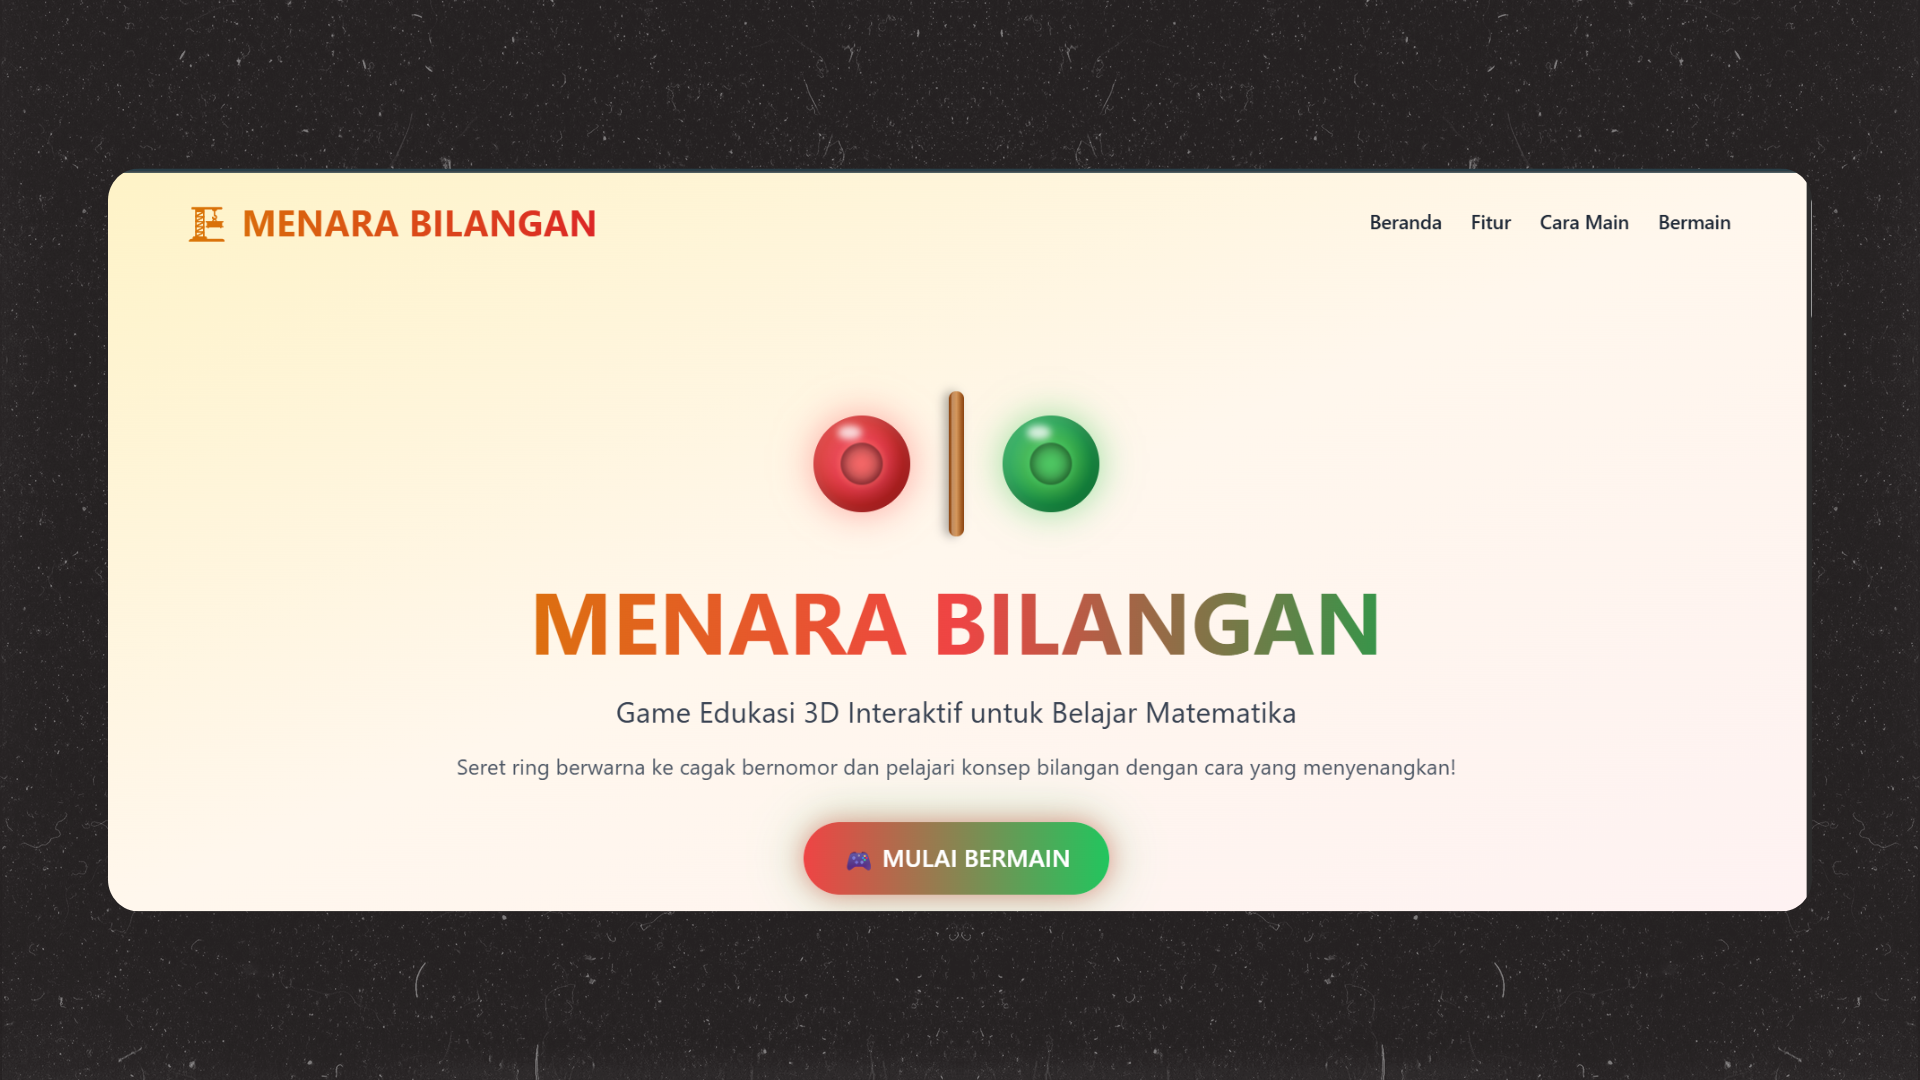 MENARA BILANGAN
Beranda Fitur Cara Main Bermain
MENARA BILANGAN
Game Edukasi 3D Interaktif untuk Belajar Matematika
Seret ring berwarna ke cagak bernomor dan pelajari konsep bilangan dengan cara yang menyenangkan!
MULAI BERMAIN